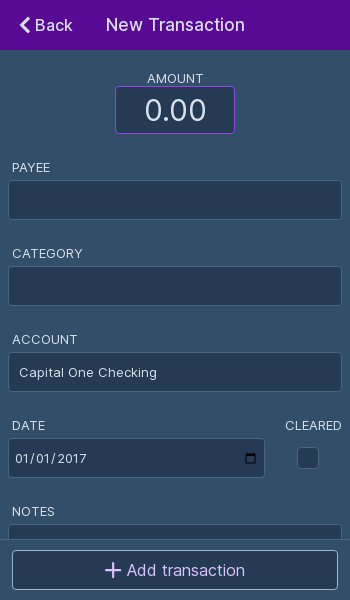 Back
New Transaction
AMOUNT
0.00
PAYEE
CATEGORY
ACCOUNT
Capital One Checking
DATE
CLEARED
01/01/2017
NOTES
Add transaction